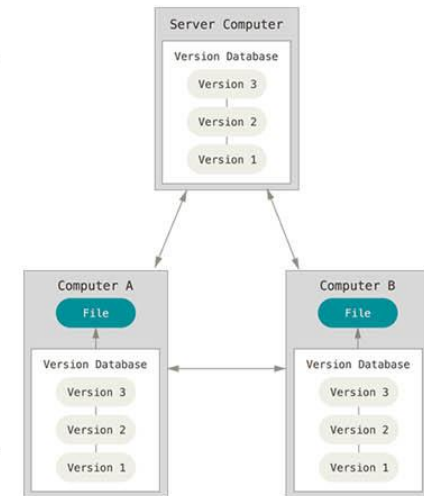 Server Computer
Version Database
Version 3
Version 2
Version 1
Computer A
File
Version Database
Version 3
Version 2
Version 1
Computer B
File
Version Database
Version 3
Version 2
Version 1